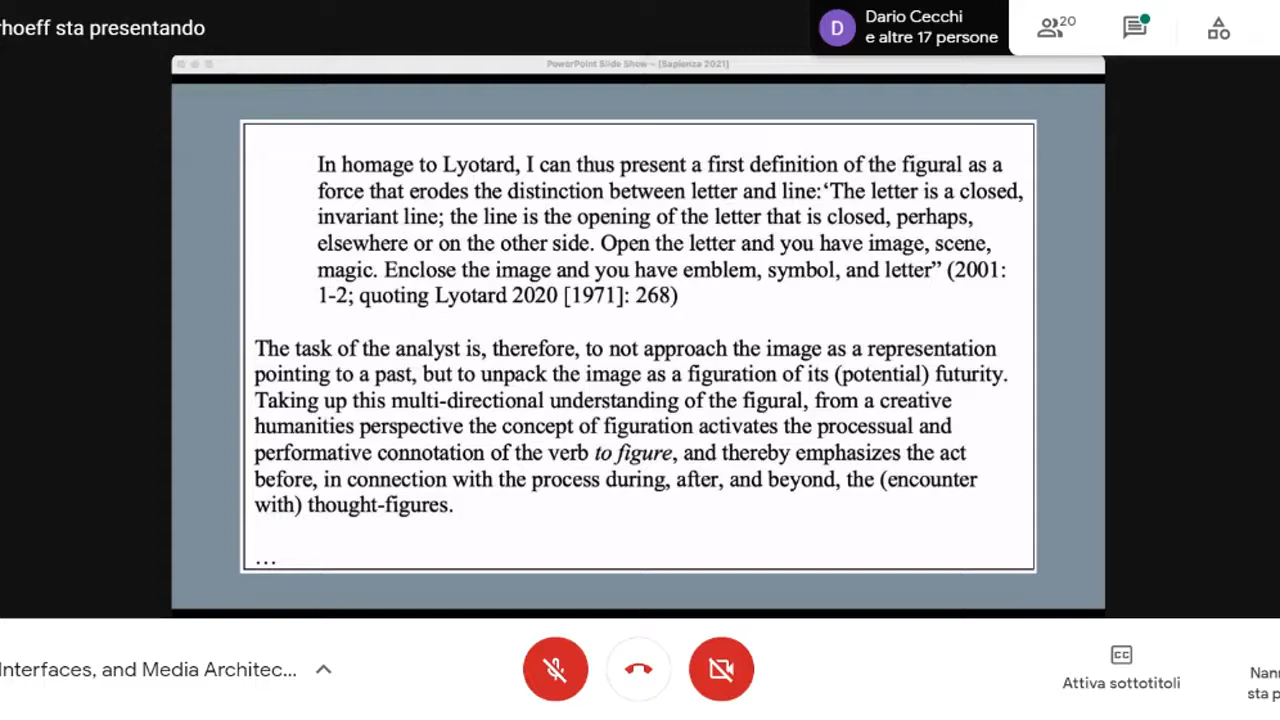 rhoeff sta presentando
D
Dario Cecchi
e altre 17 persone
20
PowerPoint Slide Show - [Sapienza 2021]
In homage to Lyotard, I can thus present a first definition of the figural as a
force that erodes the distinction between letter and line:‘The letter is a closed,
invariant line; the line is the opening of the letter that is closed, perhaps,
elsewhere or on the other side. Open the letter and you have image, scene,
magic. Enclose the image and you have emblem, symbol, and letter” (2001:
1-2; quoting Lyotard 2020 [1971]: 268)
The task of the analyst is, therefore, to not approach the image as a representation
pointing to a past, but to unpack the image as a figuration of its (potential) futurity.
Taking up this multi-directional understanding of the figural, from a creative
humanities perspective the concept of figuration activates the processual and
performative connotation of the verb to figure, and thereby emphasizes the act
before, in connection with the process during, after, and beyond, the (encounter
with) thought-figures.
…
Interfaces, and Media Architec...
CC
Attiva sottotitoli
Nann
sta p